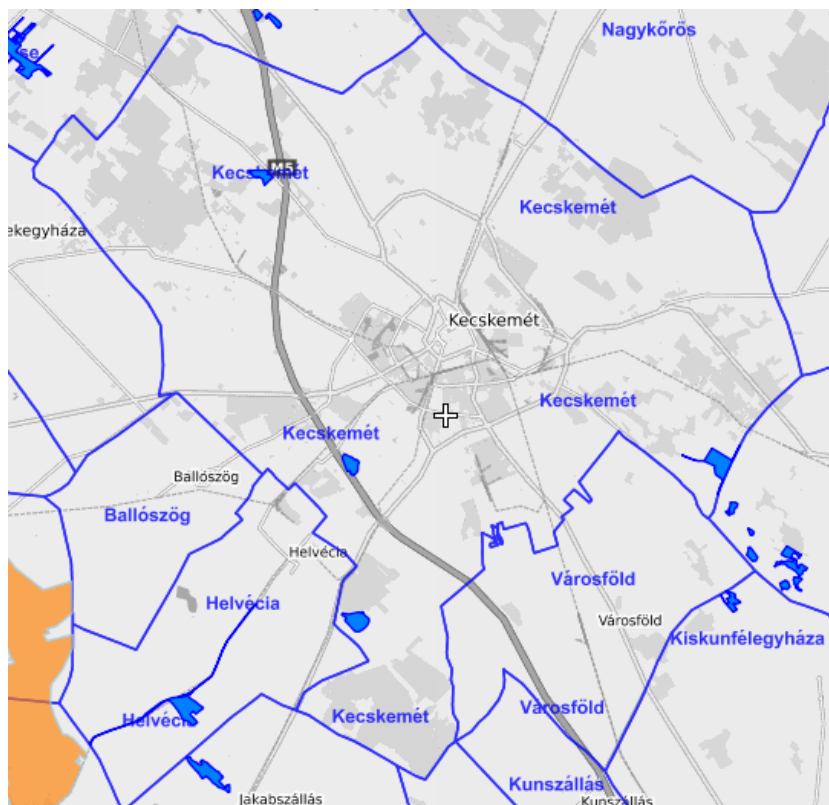 Nagykőrös
se
M5
Kecskemét
Kecskemét
ekegyháza
Kecskemét
Kecskemét
Kecskemét
Ballószög
Ballószög
Helvécia
Városföld
Helvécia
Városföld
Kiskunfélegyháza
Helvécia
Kecskemét
Városföld
Kunszállás
Jakabszállás
Kunszállás